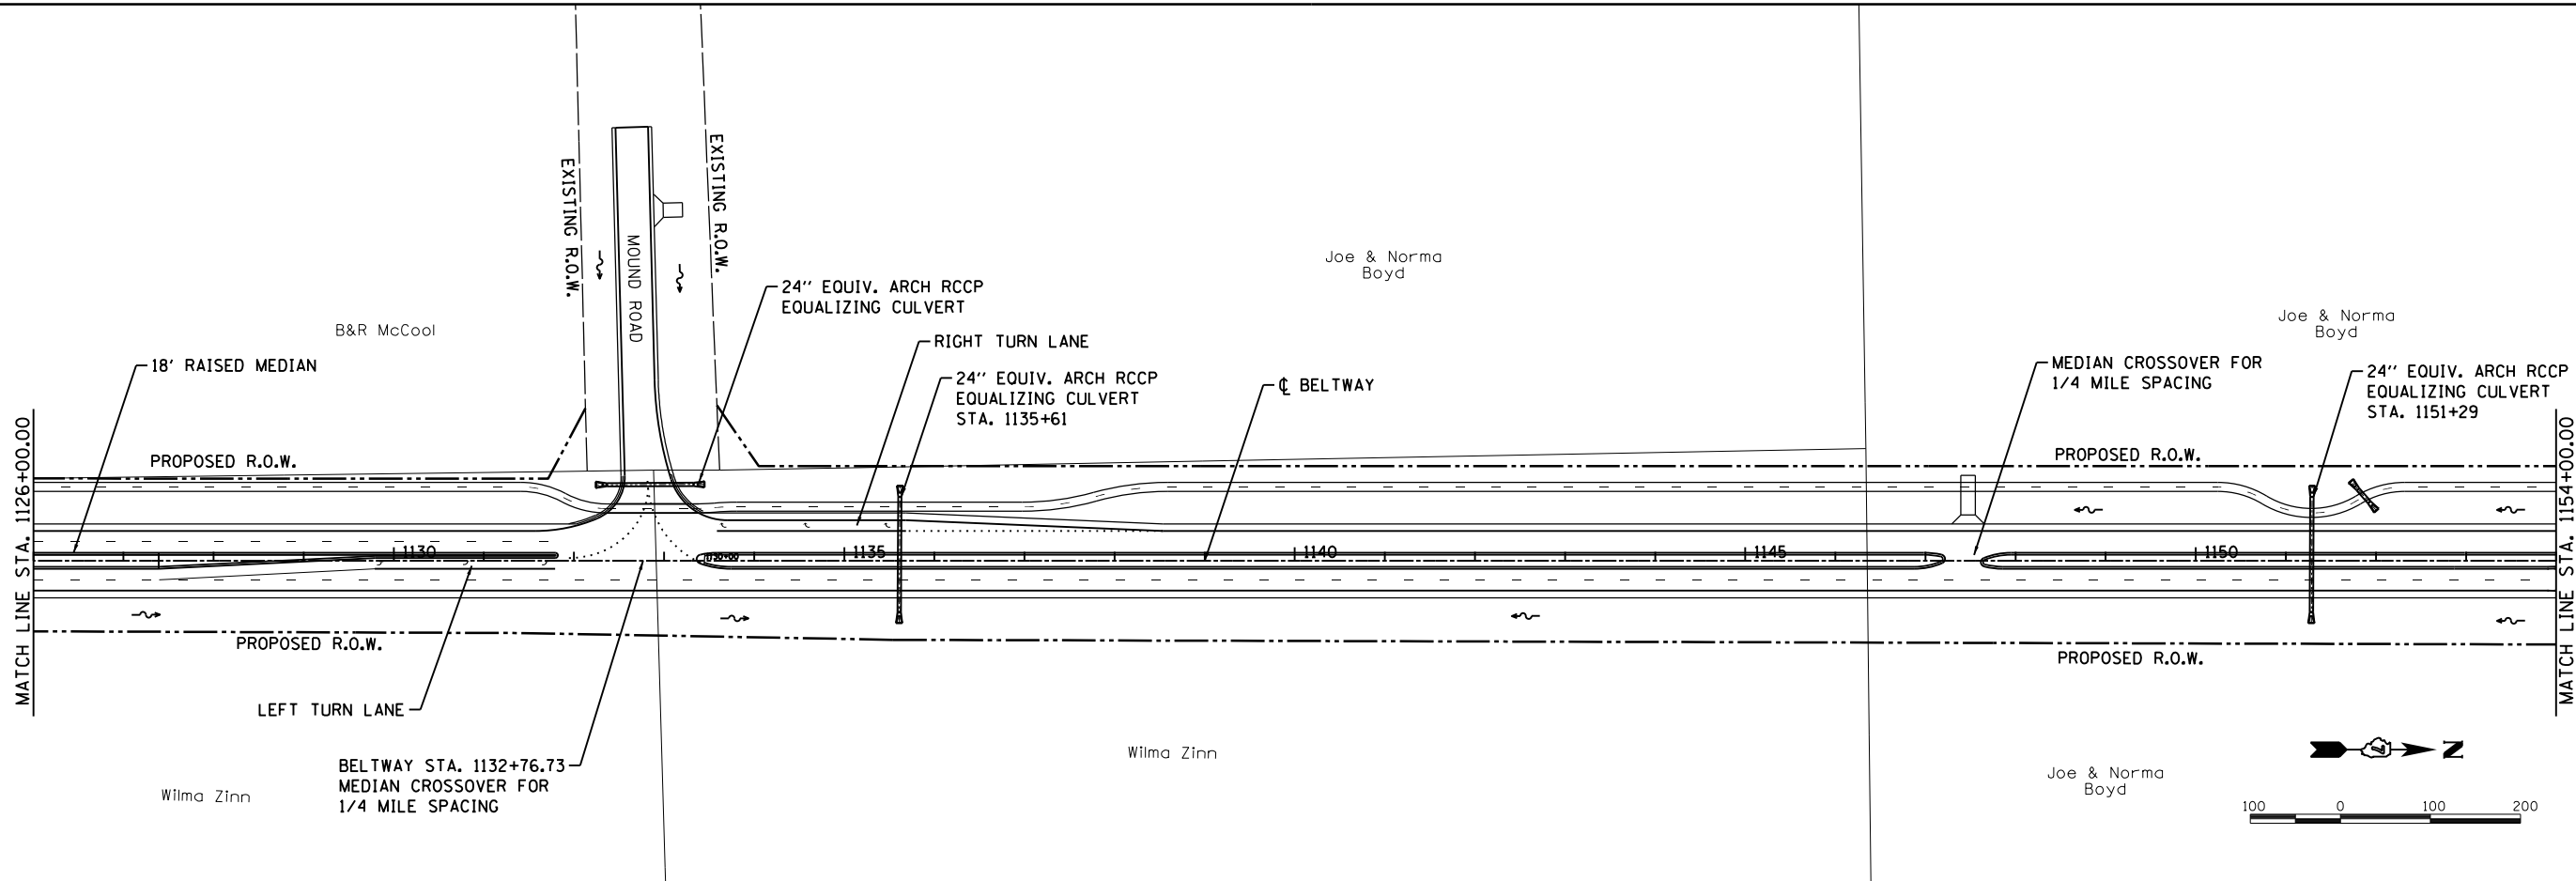 EXISTING R.O.W.
EXISTING R.O.W.
MOUND ROAD
B&R McCool
18' RAISED MEDIAN
24" EQUIV. ARCH RCCP
EQUALIZING CULVERT
RIGHT TURN LANE
24" EQUIV. ARCH RCCP
EQUALIZING CULVERT
STA. 1135+61
℄ BELTWAY
Joe & Norma
Boyd
Joe & Norma
Boyd
MEDIAN CROSSOVER FOR
1/4 MILE SPACING
24" EQUIV. ARCH RCCP
EQUALIZING CULVERT
STA. 1151+29
MATCH LINE STA. 1126+00.00
PROPOSED R.O.W.
PROPOSED R.O.W.
MATCH LINE STA. 1154+00.00
1130
1135
1140
1145
1150
PROPOSED R.O.W.
PROPOSED R.O.W.
LEFT TURN LANE
BELTWAY STA. 1132+76.73
MEDIAN CROSSOVER FOR
1/4 MILE SPACING
Wilma Zinn
Wilma Zinn
Joe & Norma
Boyd
N
100 0 100 200